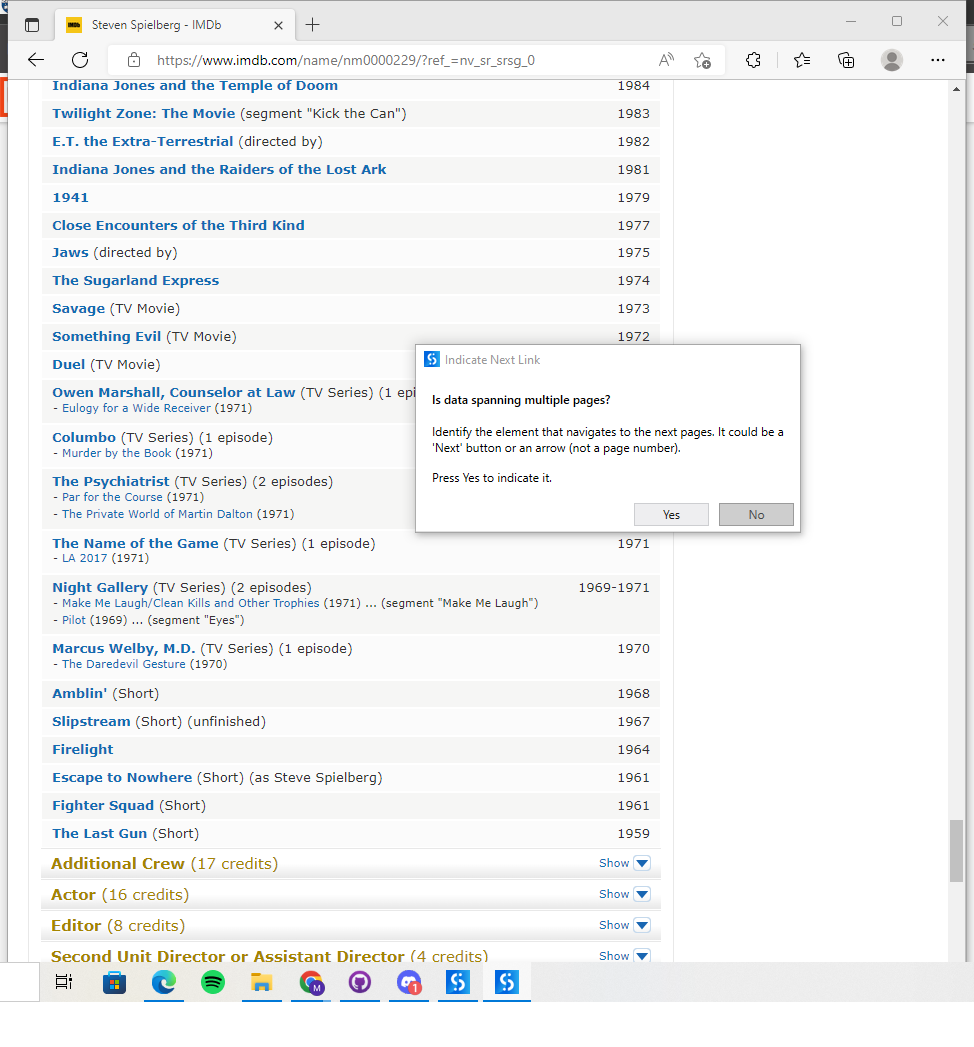 Steven Spielberg - IMDb
https://www.imdb.com/name/nm0000229/?ref_=nv_sr_srsg_0
Indiana Jones and the Temple of Doom 1984
Twilight Zone: The Movie (segment "Kick the Can") 1983
E.T. the Extra-Terrestrial (directed by) 1982
Indiana Jones and the Raiders of the Lost Ark 1981
1941 1979
Close Encounters of the Third Kind 1977
Jaws (directed by) 1975
The Sugarland Express 1974
Savage (TV Movie) 1973
Something Evil (TV Movie) 1972
Duel (TV Movie)
Owen Marshall, Counselor at Law (TV Series) (1 epi
- Eulogy for a Wide Receiver (1971)
Columbo (TV Series) (1 episode)
- Murder by the Book (1971)
The Psychiatrist (TV Series) (2 episodes)
- Par for the Course (1971)
- The Private World of Martin Dalton (1971)
Indicate Next Link
Is data spanning multiple pages?
Identify the element that navigates to the next pages. It could be a
'Next' button or an arrow (not a page number).
Press Yes to indicate it.
Yes No
The Name of the Game (TV Series) (1 episode) 1971
- LA 2017 (1971)
Night Gallery (TV Series) (2 episodes) 1969-1971
- Make Me Laugh/Clean Kills and Other Trophies (1971) ... (segment "Make Me Laugh")
- Pilot (1969) ... (segment "Eyes")
Marcus Welby, M.D. (TV Series) (1 episode) 1970
- The Daredevil Gesture (1970)
Amblin' (Short) 1968
Slipstream (Short) (unfinished) 1967
Firelight 1964
Escape to Nowhere (Short) (as Steve Spielberg) 1961
Fighter Squad (Short) 1961
The Last Gun (Short) 1959
Additional Crew (17 credits) Show
Actor (16 credits) Show
Editor (8 credits) Show
Second Unit Director or Assistant Director (4 credits) Show
M
1